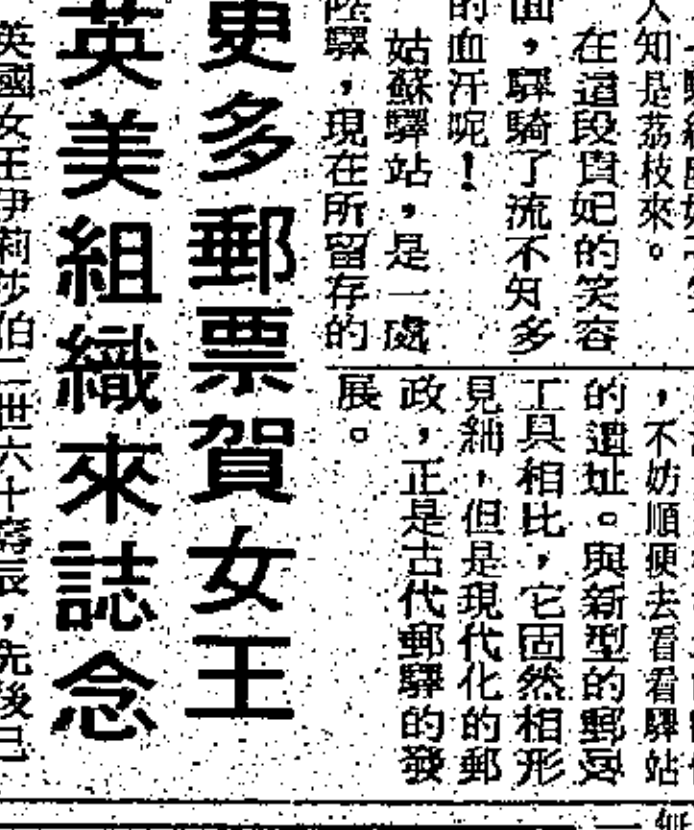 人知是荔枝來。
在這段貴妃的笑容
面，驛騎了流不知多
的血汗呢！
姑蘇驛站，是一處
陸驛，現在所留存的
，不妨順便去看看驛站
的遺址。與新型的郵
工具相比，它固然相形
見絀，但是現代化的郵
政，正是古代郵驛的發
展。
更多郵票賀女王
英美組織來誌念
英國女王伊莉莎伯二世六十壽辰，先後已